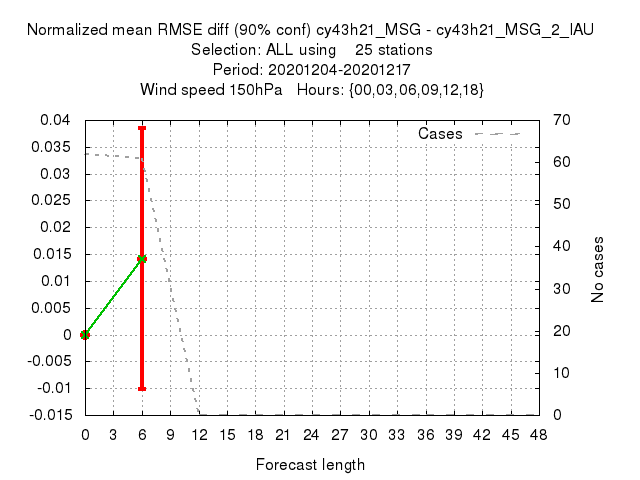 Normalized mean RMSE diff (90% conf) cy43h21_MSG - cy43h21_MSG_2_IAU
Selection: ALL using 25 stations
Period: 20201204-20201217
Wind speed 150hPa Hours: {00,03,06,09,12,18}
Cases
0.04
0.035
0.03
0.025
0.02
0.015
0.01
0.005
0
-0.005
-0.01
-0.015
70
60
50
40
30
20
10
0
No cases
0 3 6 9 12 15 18 21 24 27 30 33 36 39 42 45 48
Forecast length